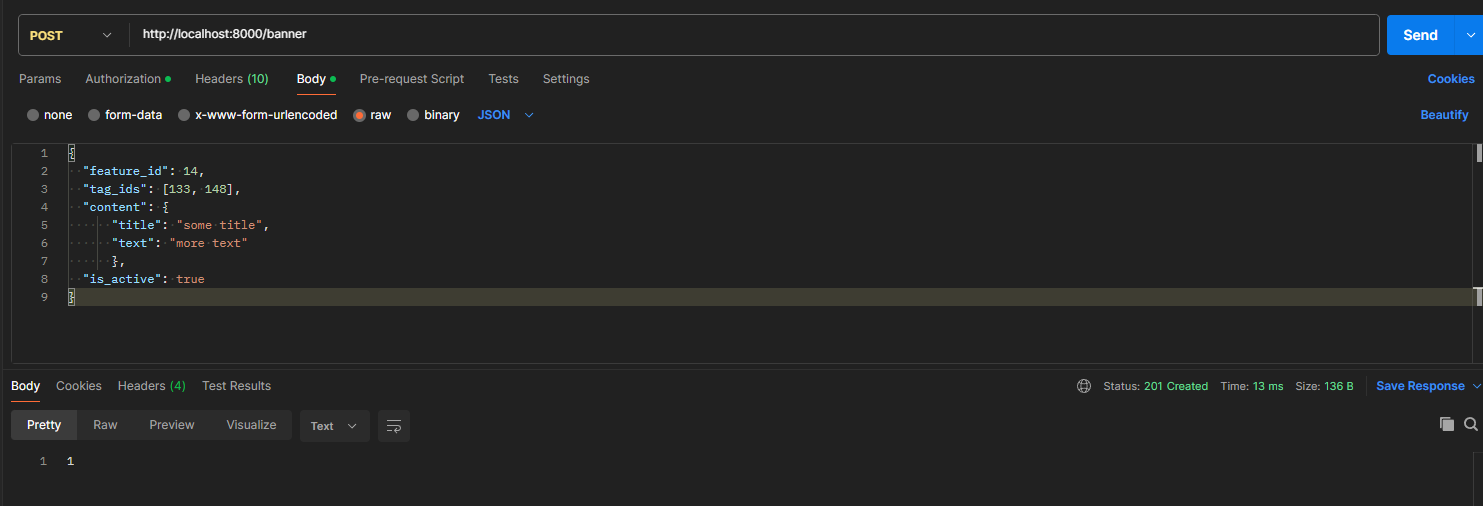 POST http://localhost:8000/banner Send
Params Authorization Headers (10) Body Pre-request Script Tests Settings Cookies
none form-data x-www-form-urlencoded raw binary JSON Beautify
1 {
2 "feature_id": 14,
3 "tag_ids": [133, 148],
4 "content": {
5 "title": "some title",
6 "text": "more text"
7 },
8 "is_active": true
9 }
Body Cookies Headers (4) Test Results Status: 201 Created Time: 13 ms Size: 136 B Save Response
Pretty Raw Preview Visualize Text
1 1